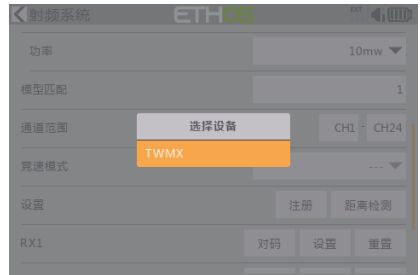 射频系统 ETHOS
功率 10mw
模型匹配 1
通道范围 CH1 - CH24
选择设备
TWMX
竞速模式 ---
设置 注册 距离检测
RX1 对码 设置 重置